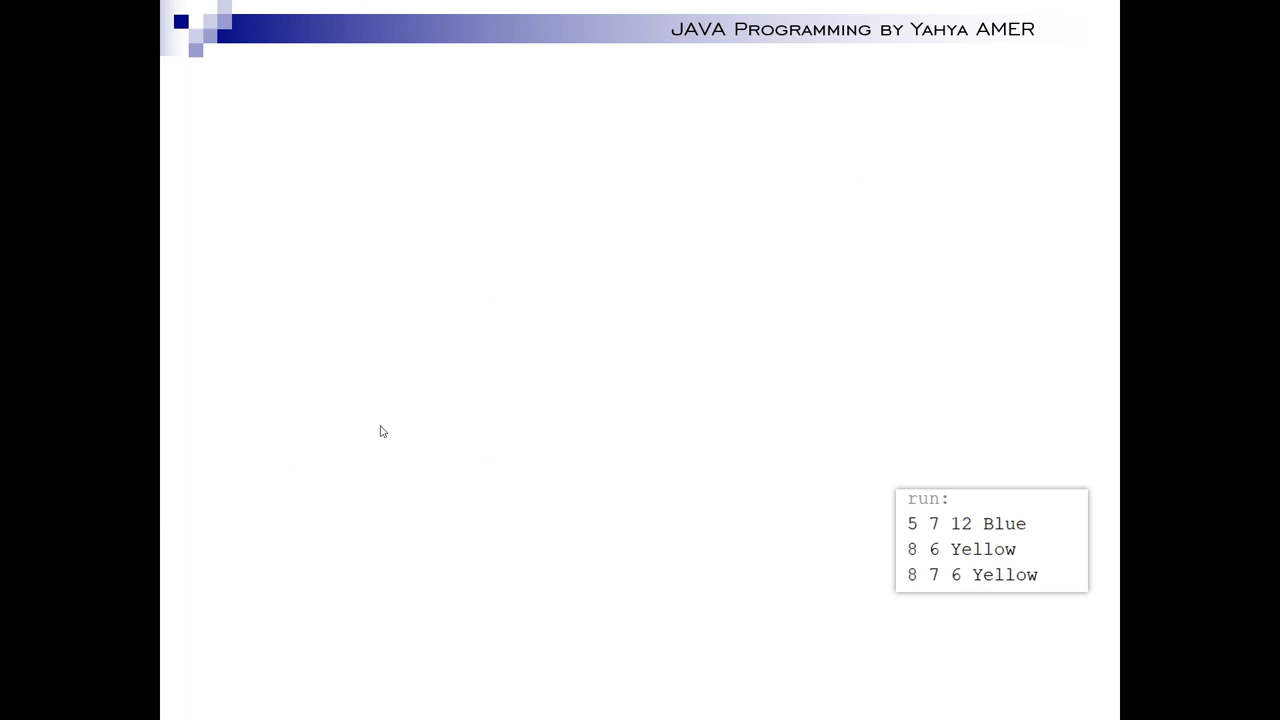 JAVA Programming by Yahya AMER
run:
5 7 12 Blue
8 6 Yellow
8 7 6 Yellow